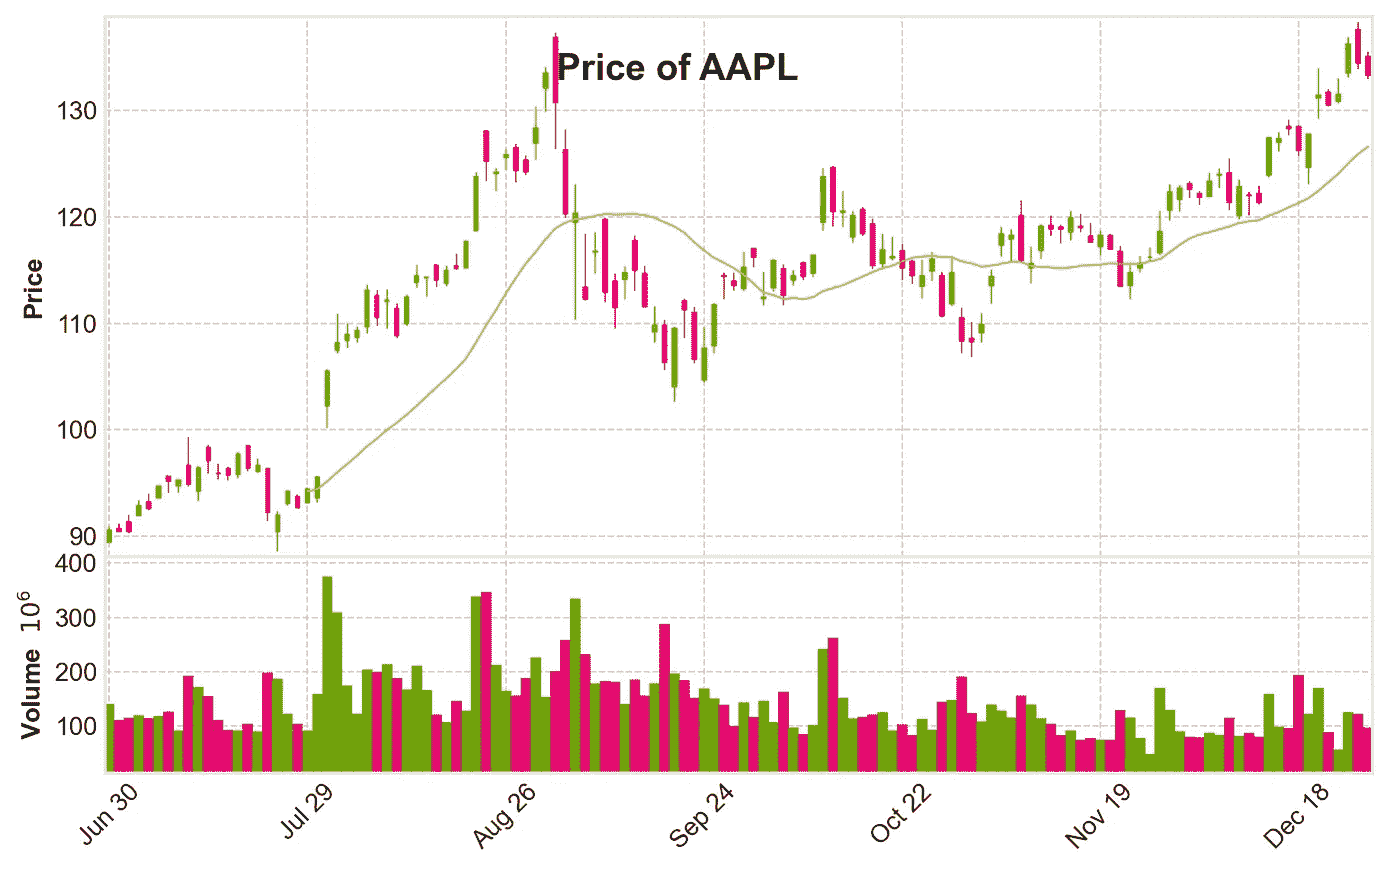 Price of AAPL
130
120
110
100
90
Price
400
300
200
100
Volume 10⁶
Jun 30
Jul 29
Aug 26
Sep 24
Oct 22
Nov 19
Dec 18